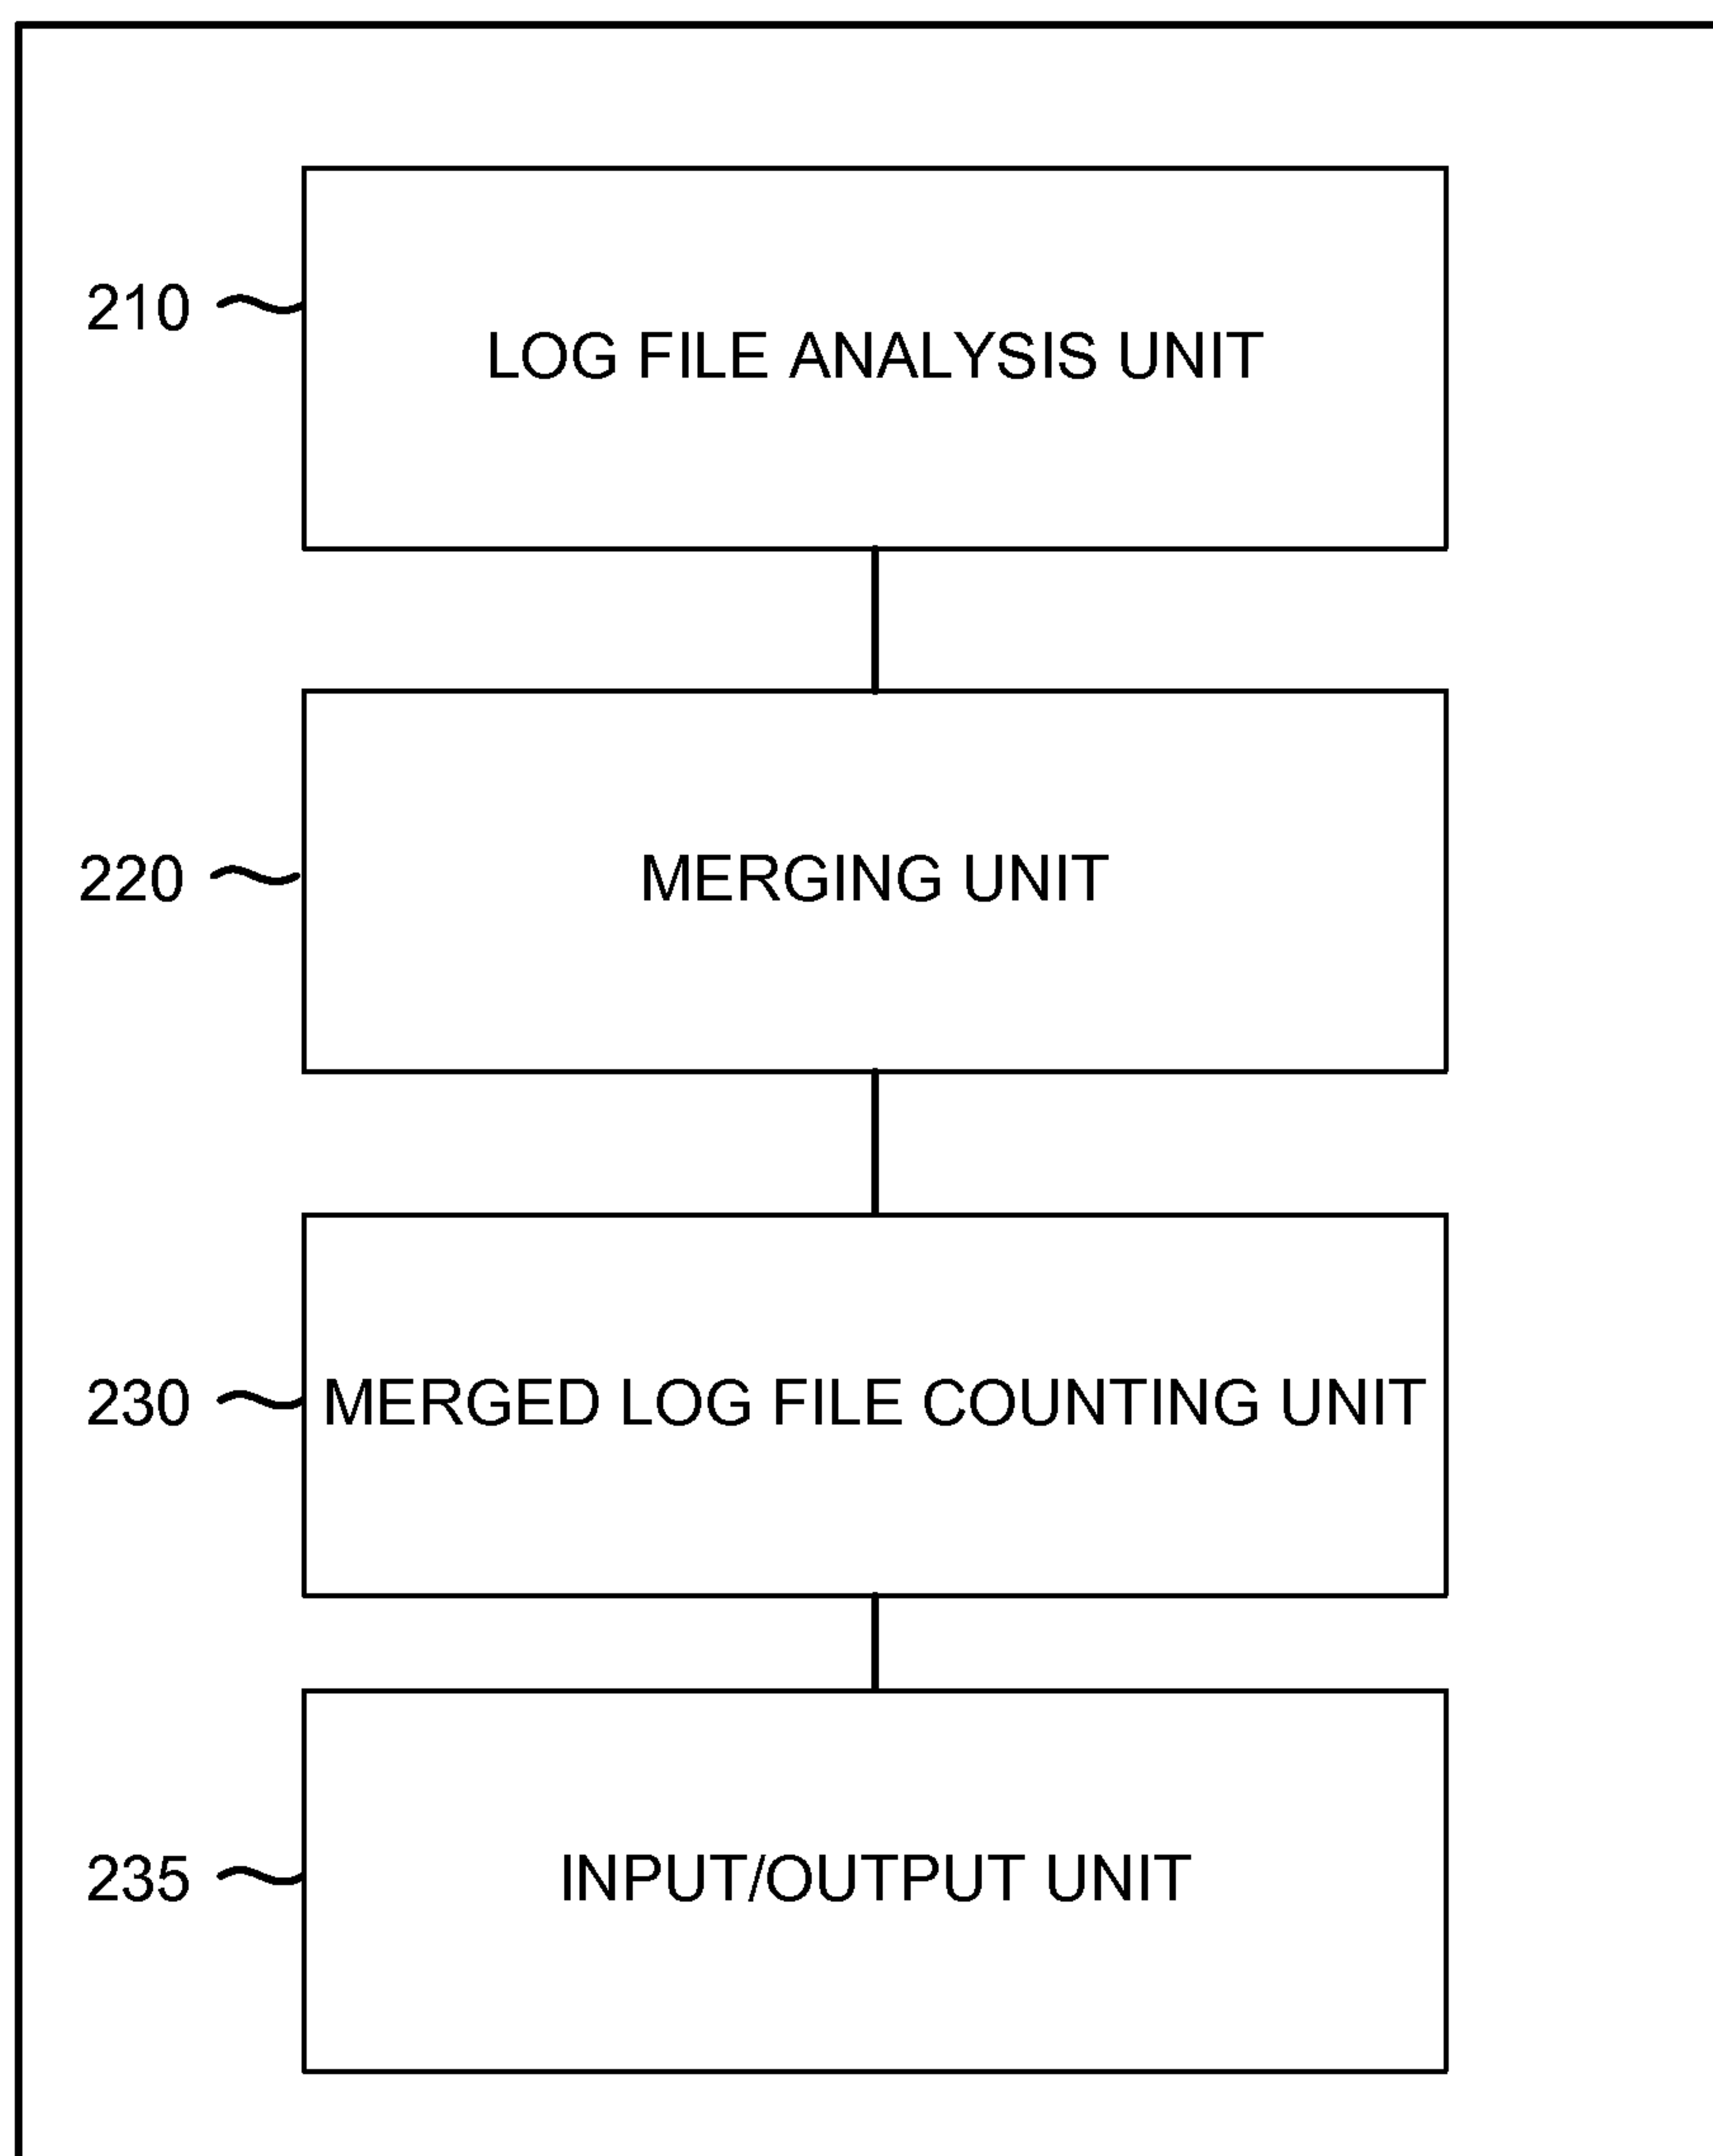 210
LOG FILE ANALYSIS UNIT
220
MERGING UNIT
230
MERGED LOG FILE COUNTING UNIT
235
INPUT/OUTPUT UNIT